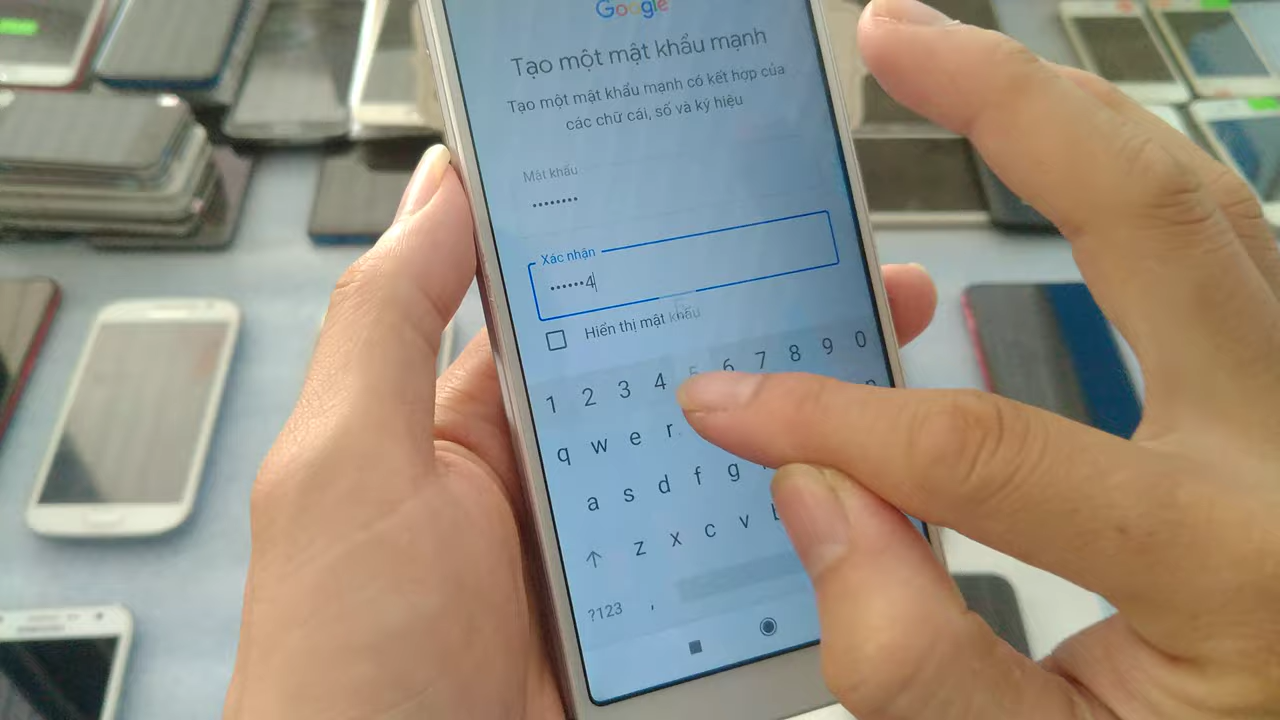 Google
Tạo một mật khẩu mạnh
Tạo một mật khẩu mạnh có kết hợp của
các chữ cái, số và ký hiệu
Mật khẩu
••••••••
Xác nhận
••••••4
Hiển thị mật khẩu
1 2 3 4 5 6 7 8 9 0
q w e r p
a s d f g
z x c v
?123 ,